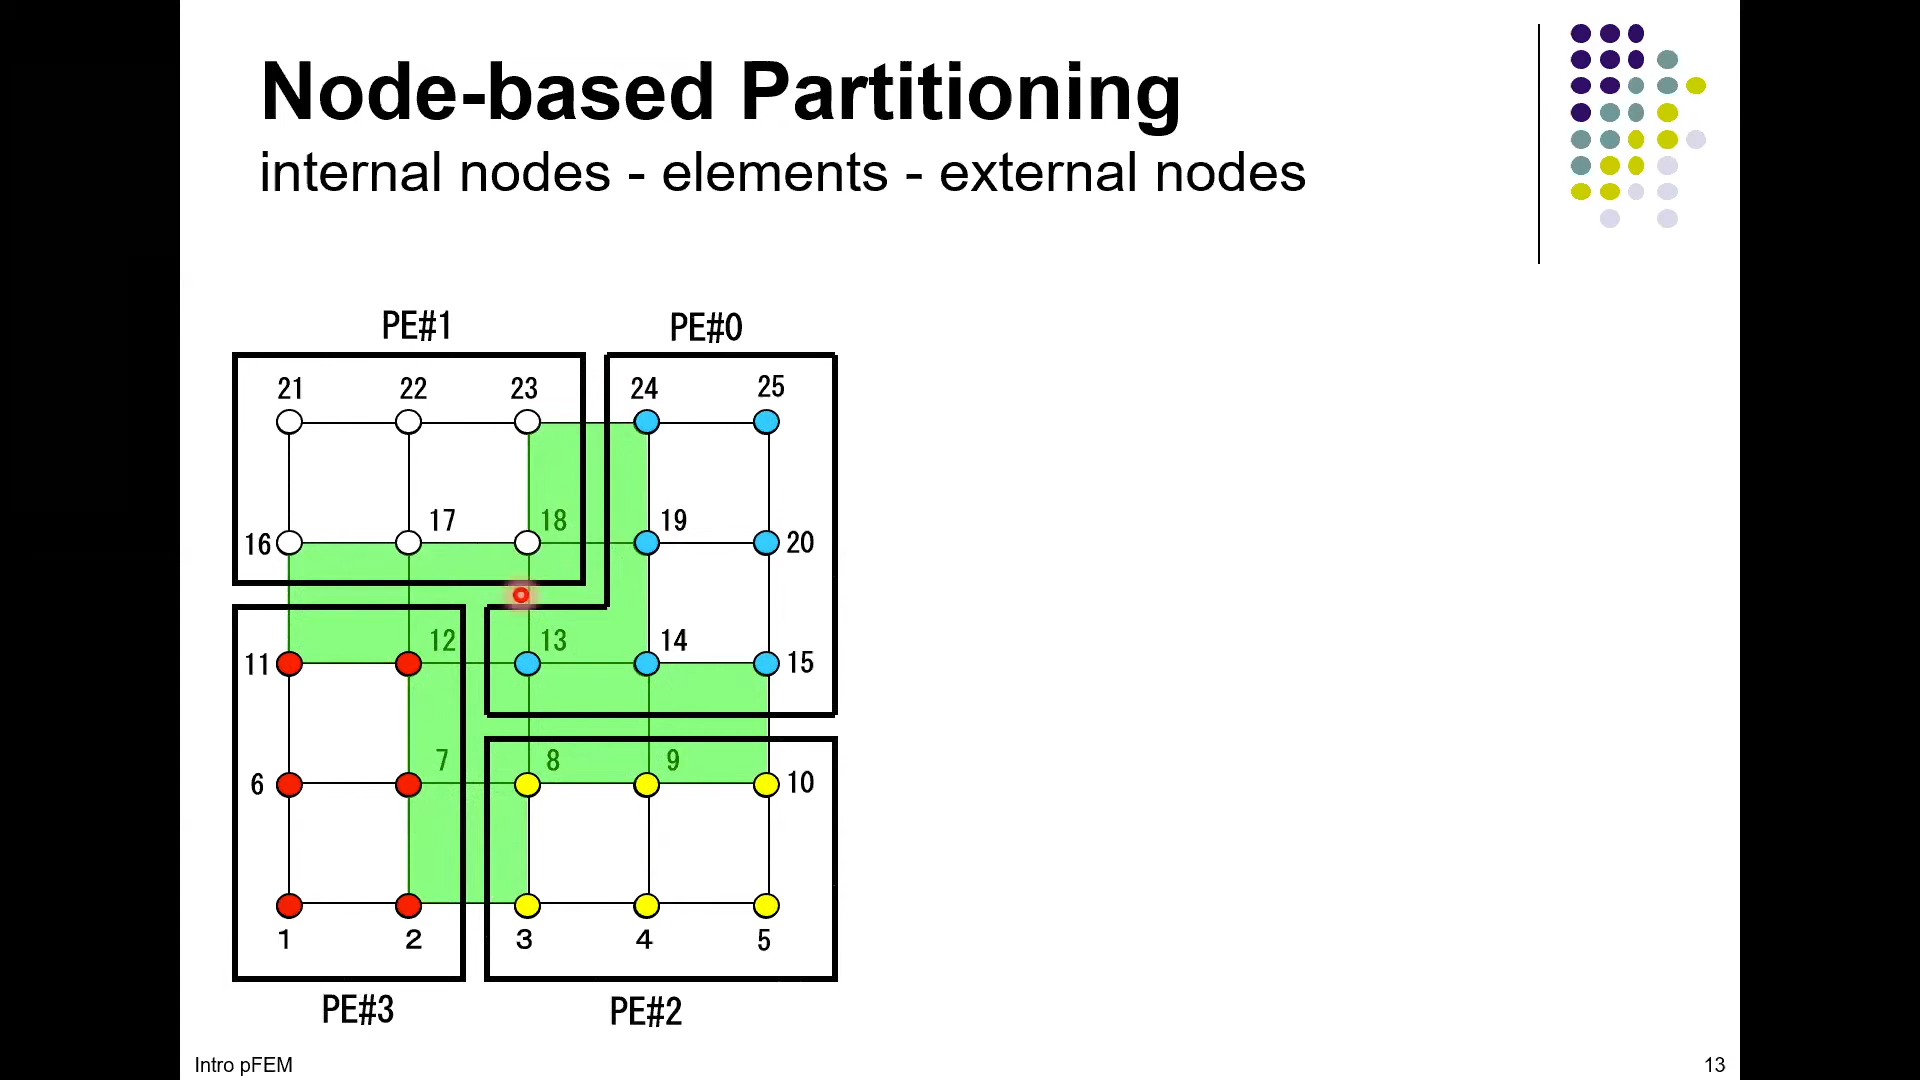 Node-based Partitioning
internal nodes - elements - external nodes
PE#1 PE#0
21 22 23 24 25
17 18 19
16 20
12 13 14
11 15
7 8 9
6 10
1 2 3 4 5
PE#3 PE#2
Intro pFEM 13